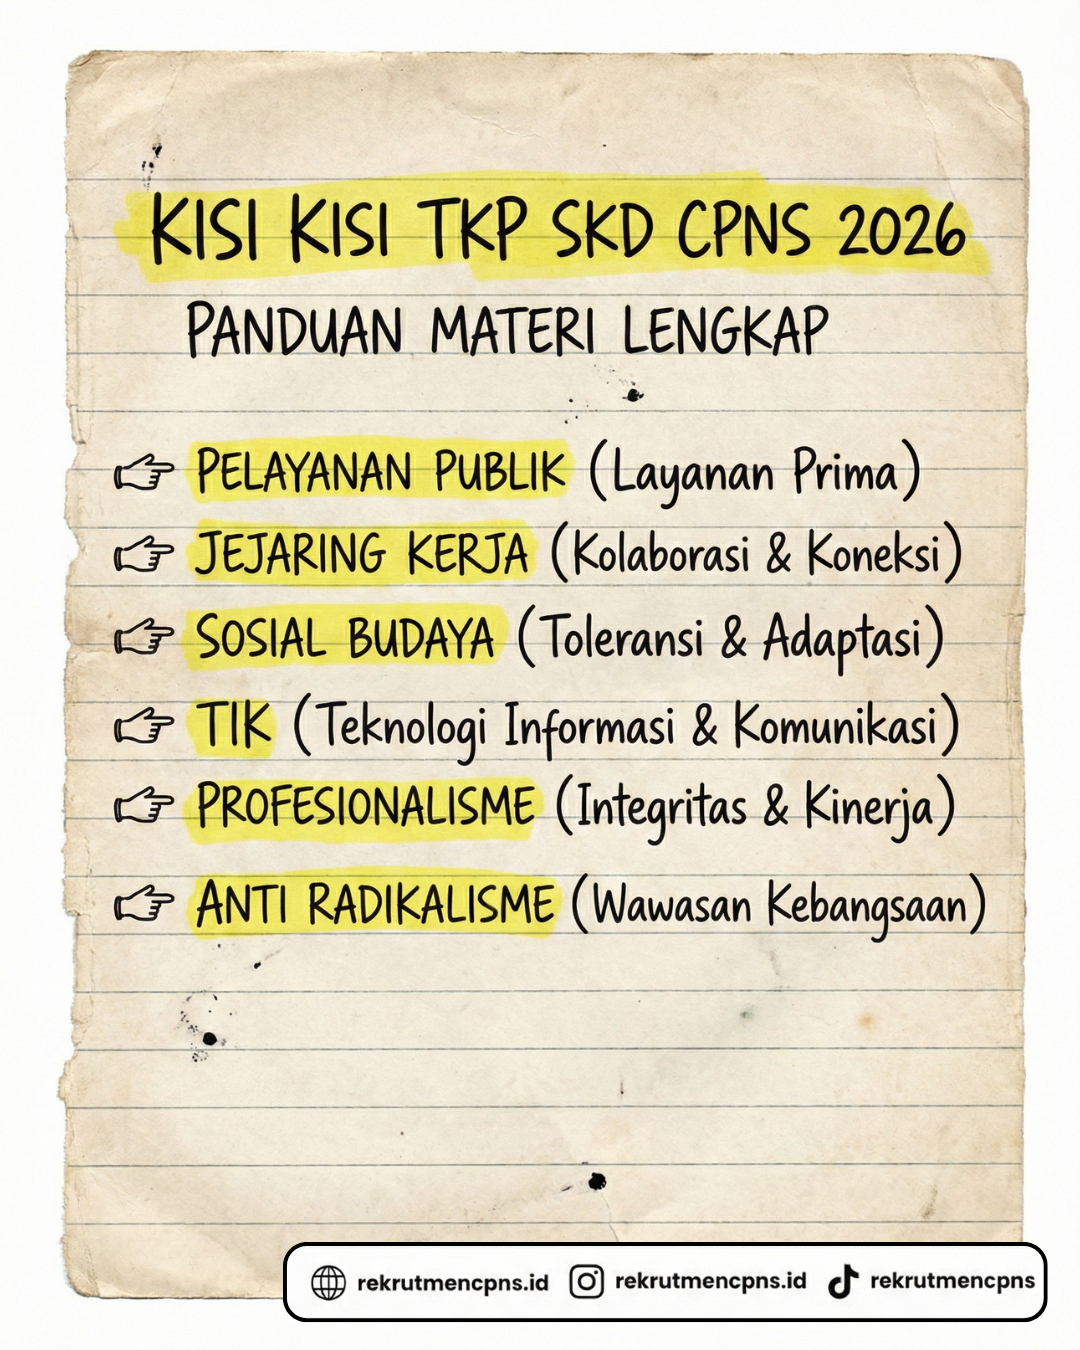 KISI KISI TKP SKD CPNS 2026
PANDUAN MATERI LENGKAP
PELAYANAN PUBLIK (Layanan Prima)
JEJARING KERJA (Kolaborasi & Koneksi)
SOSIAL BUDAYA (Toleransi & Adaptasi)
TIK (Teknologi Informasi & Komunikasi)
PROFESIONALISME (Integritas & Kinerja)
ANTI RADIKALISME (Wawasan Kebangsaan)
rekrutmencpns.id rekrutmencpns.id rekrutmencpns